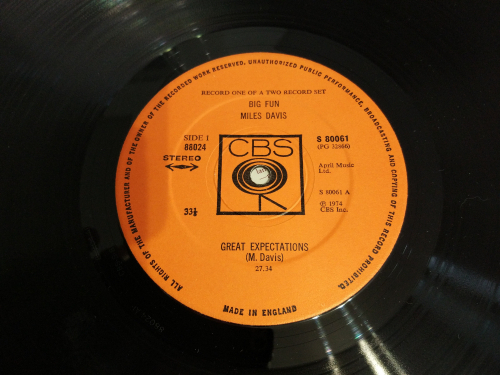 ALL RIGHTS OF THE MANUFACTURER AND OF THE OWNER OF THE RECORDED WORK RESERVED. UNAUTHORIZED PUBLIC PERFORMANCE, BROADCASTING AND COPYING OF THIS RECORD PROHIBITED.
RECORD ONE OF A TWO RECORD SET
BIG FUN
MILES DAVIS
SIDE 1
88024
STEREO
33⅓
CBS
S 80061
(PG 32866)
April Music
Ltd.
S 80061 A
℗ 1974
CBS Inc.
GREAT EXPECTATIONS
(M. Davis)
27.34
MADE IN ENGLAND